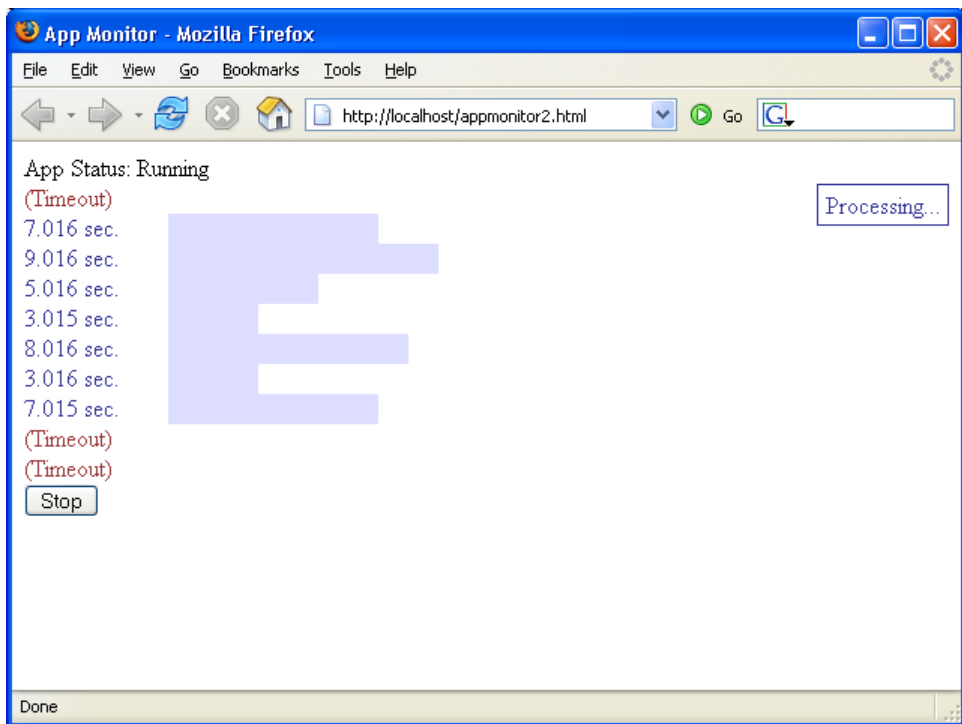 App Monitor - Mozilla Firefox
File Edit View Go Bookmarks Tools Help
http://localhost/appmonitor2.html Go G
App Status: Running
(Timeout)
Processing...
7.016 sec.
9.016 sec.
5.016 sec.
3.015 sec.
8.016 sec.
3.016 sec.
7.015 sec.
(Timeout)
(Timeout)
Stop
Done